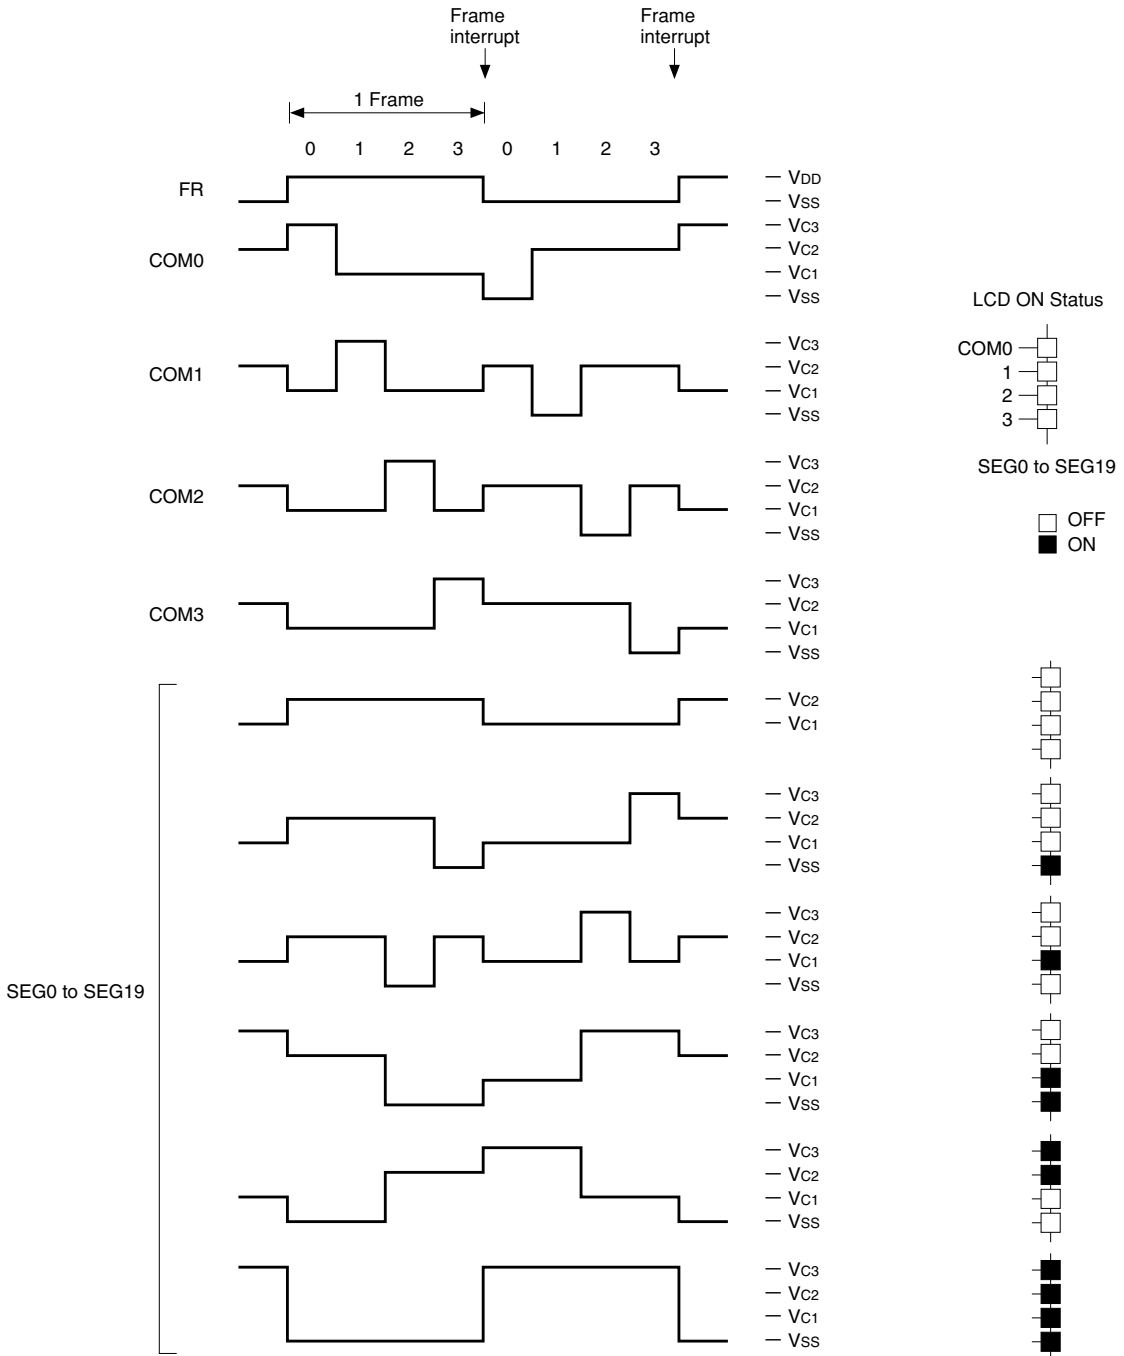 Frame interrupt
Frame interrupt
1 Frame
0 1 2 3 0 1 2 3
FR
VDD
VSS
COM0
VC3
VC2
VC1
VSS
LCD ON Status
COM0
1
2
3
SEG0 to SEG19
OFF
ON
COM1
VC3
VC2
VC1
VSS
COM2
VC3
VC2
VC1
VSS
COM3
VC3
VC2
VC1
VSS
SEG0 to SEG19
VC2
VC1
VC3
VC2
VC1
VSS
VC3
VC2
VC1
VSS
VC3
VC2
VC1
VSS
VC3
VC2
VC1
VSS
VC3
VC2
VC1
VSS